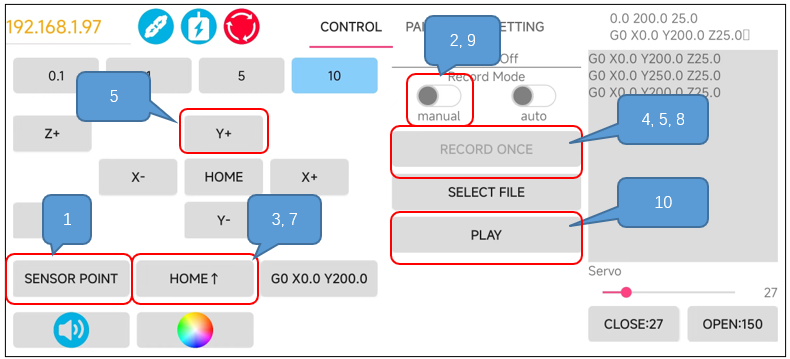 192.168.1.97
CONTROL
PA
ETTING
0.0 200.0 25.0
G0 X0.0 Y200.0 Z25.0
2, 9
Off
0.1
1
5
10
Record Mode
G0 X0.0 Y200.0 Z25.0
G0 X0.0 Y250.0 Z25.0
G0 X0.0 Y200.0 Z25.0
5
manual
auto
4, 5, 8
Z+
Y+
RECORD ONCE
X-
HOME
X+
SELECT FILE
10
1
Y-
3, 7
PLAY
SENSOR POINT
HOME↑
G0 X0.0 Y200.0
Servo
27
CLOSE:27
OPEN:150